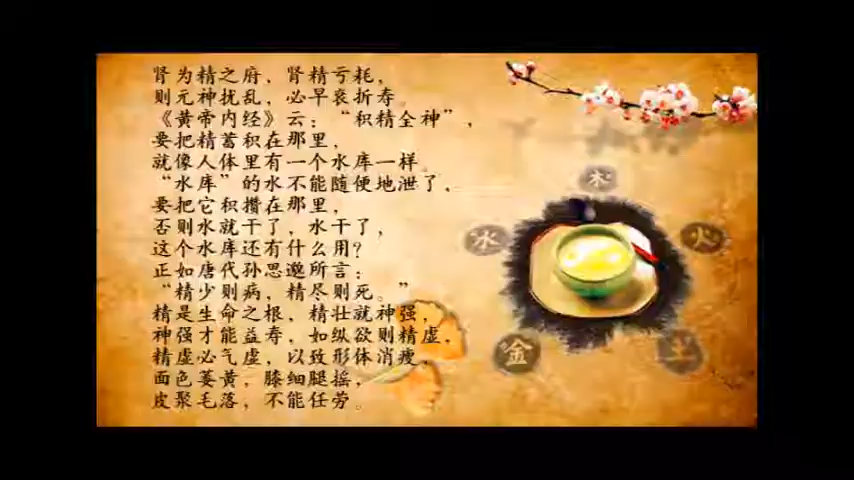 肾为精之府，肾精亏耗，
则元神扰乱，必早衰折寿。
《黄帝内经》云：“积精全神”，
要把精蓄积在那里，
就像人体里有一个水库一样。
“水库”的水不能随便地泄了，
要把它积攒在那里，
否则水就干了，水干了，
这个水库还有什么用？
正如唐代孙思邈所言：
“精少则病，精尽则死。”
精是生命之根，精壮就神强，
神强才能益寿，如纵欲则精虚，
精虚必气虚，以致形体消瘦，
面色萎黄，膝细腿摇，
皮聚毛落，不能任劳。
木
水
火
金
土